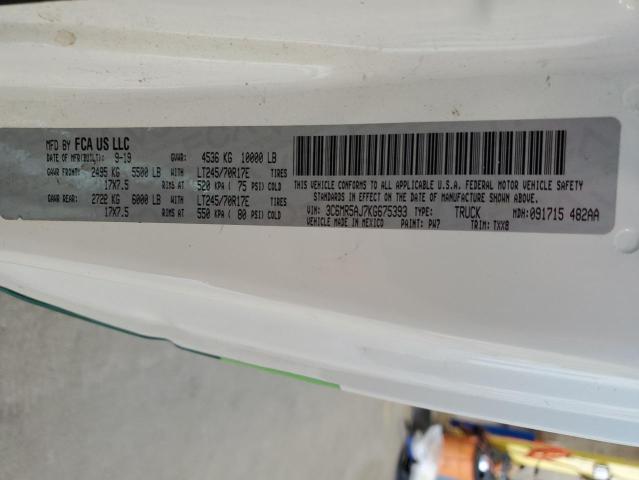 MFD BY FCA US LLC
DATE OF MFR(BUILT): 9-19 GVWR: 4536 KG 10000 LB
GAWR FRONT: 2495 KG 5500 LB WITH LT245/70R17E TIRES
17X7.5 RIMS AT 520 KPA ( 75 PSI) COLD
GAWR REAR: 2722 KG 6000 LB WITH LT245/70R17E TIRES
17X7.5 RIMS AT 550 KPA ( 80 PSI) COLD
THIS VEHICLE CONFORMS TO ALL APPLICABLE U.S.A. FEDERAL MOTOR VEHICLE SAFETY
STANDARDS IN EFFECT ON THE DATE OF MANUFACTURE SHOWN ABOVE.
VIN: 3C6MR5AJ7KG675393 TYPE: TRUCK MDH:091715 482AA
VEHICLE MADE IN MEXICO PAINT: PW7 TRIM: TXX8